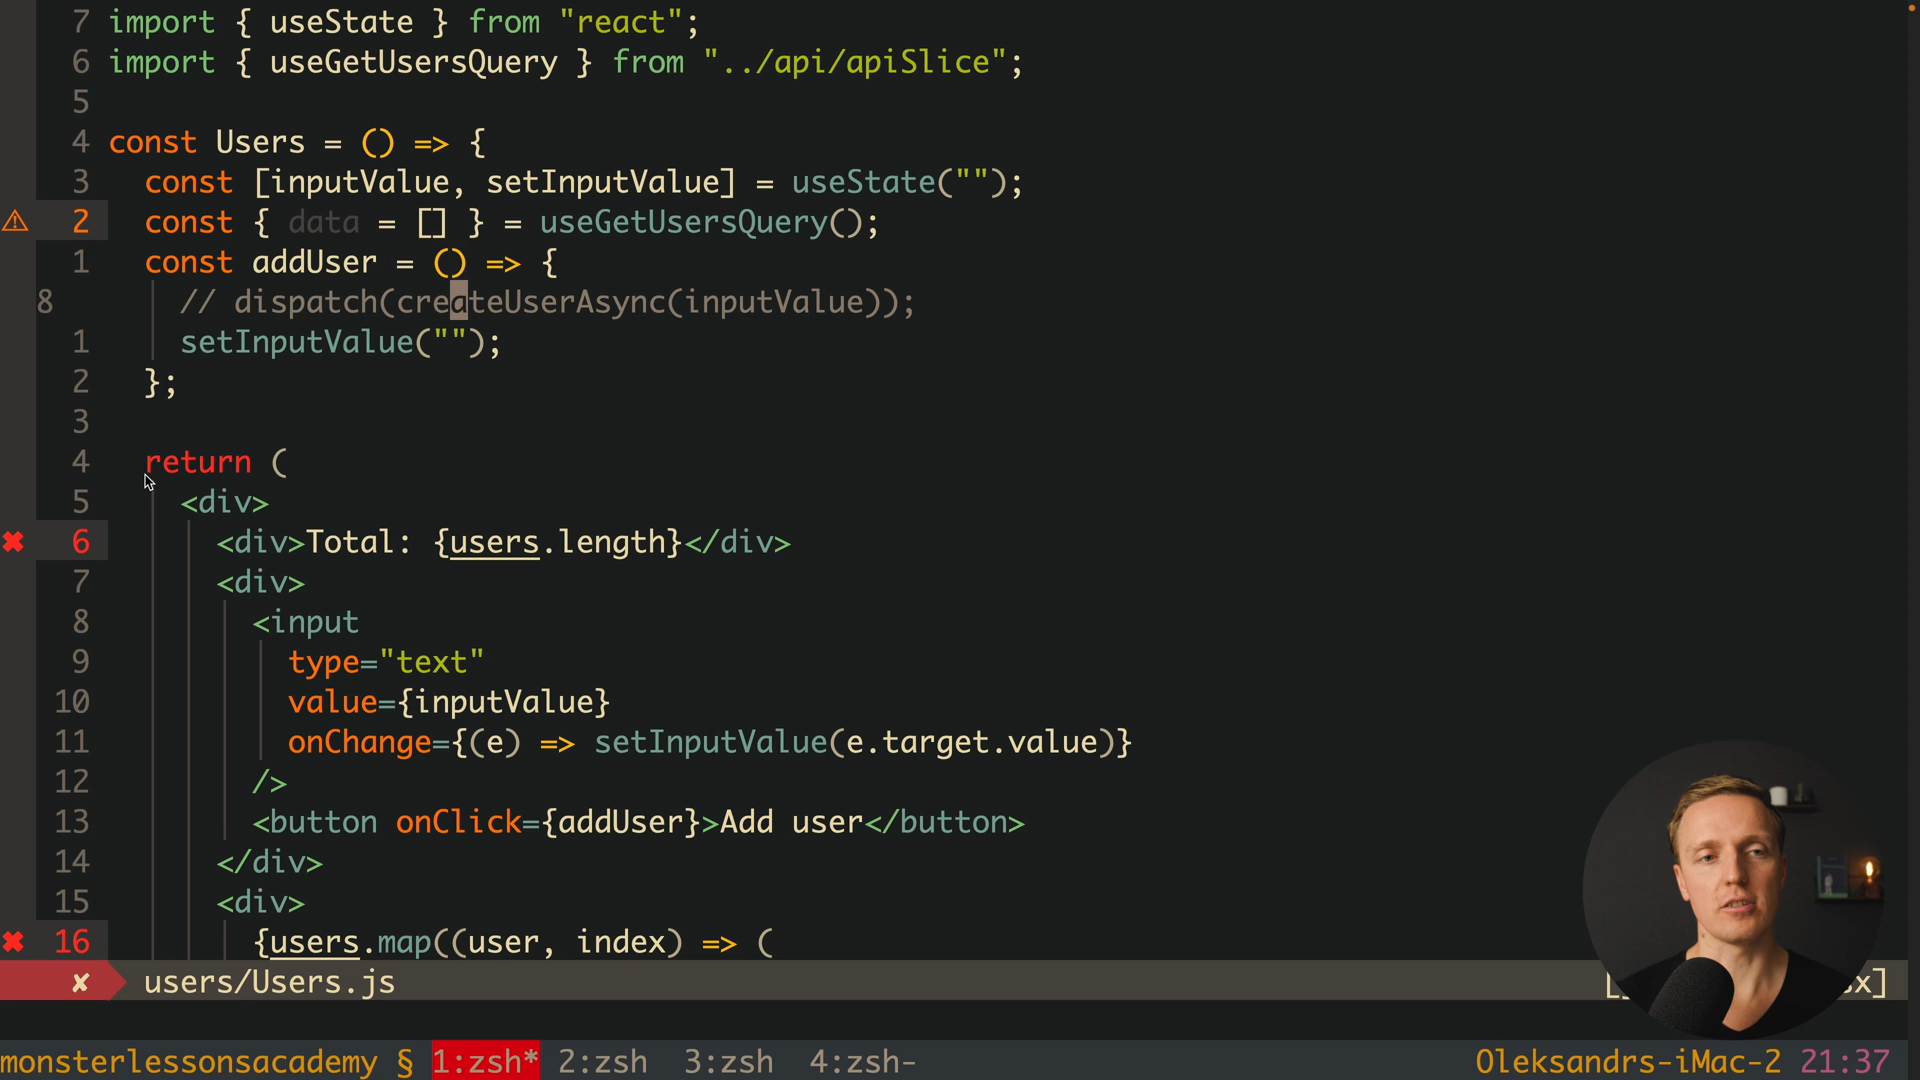 7 import { useState } from "react";
6 import { useGetUsersQuery } from "../api/apiSlice";
5
4 const Users = () => {
3 const [inputValue, setInputValue] = useState("");
⚠ 2 const { data = [] } = useGetUsersQuery();
1 const addUser = () => {
8 // dispatch(createUserAsync(inputValue));
1 setInputValue("");
2 };
3
4 return (
5 <div>
✖ 6 <div>Total: {users.length}</div>
7 <div>
8 <input
9 type="text"
10 value={inputValue}
11 onChange={(e) => setInputValue(e.target.value)}
12 />
13 <button onClick={addUser}>Add user</button>
14 </div>
15 <div>
✖ 16 {users.map((user, index) => (
✘ users/Users.js
monsterlessonsacademy § 1:zsh* 2:zsh 3:zsh 4:zsh- Oleksandrs-iMac-2 21:37